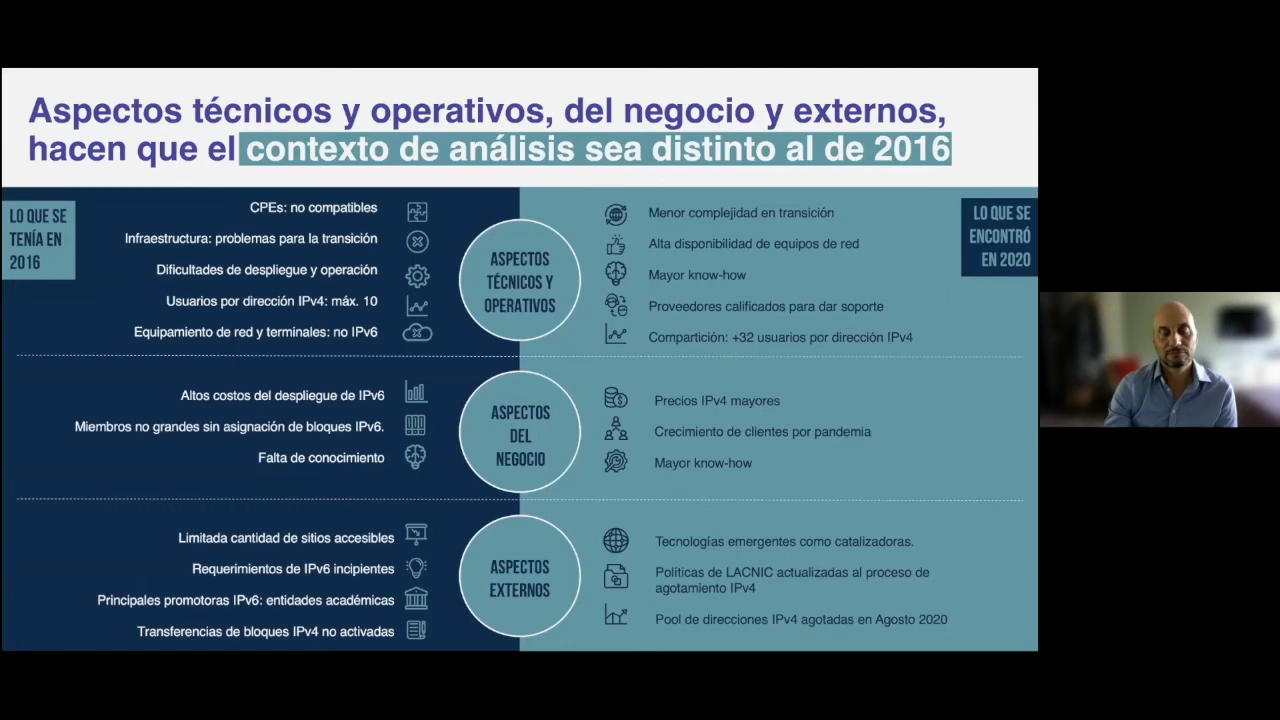 Aspectos técnicos y operativos, del negocio y externos,
hacen que el contexto de análisis sea distinto al de 2016
LO QUE SE
TENÍA EN
2016
CPEs: no compatibles
Infraestructura: problemas para la transición
Dificultades de despliegue y operación
Usuarios por dirección IPv4: máx. 10
Equipamiento de red y terminales: no IPv6
ASPECTOS
TÉCNICOS Y
OPERATIVOS
Menor complejidad en transición
Alta disponibilidad de equipos de red
Mayor know-how
Proveedores calificados para dar soporte
Compartición: +32 usuarios por dirección IPv4
LO QUE SE
ENCONTRÓ
EN 2020
Altos costos del despliegue de IPv6
Miembros no grandes sin asignación de bloques IPv6.
Falta de conocimiento
ASPECTOS
DEL
NEGOCIO
Precios IPv4 mayores
Crecimiento de clientes por pandemia
Mayor know-how
Limitada cantidad de sitios accesibles
Requerimientos de IPv6 incipientes
Principales promotoras IPv6: entidades académicas
Transferencias de bloques IPv4 no activadas
ASPECTOS
EXTERNOS
Tecnologías emergentes como catalizadoras.
Políticas de LACNIC actualizadas al proceso de
agotamiento IPv4
Pool de direcciones IPv4 agotadas en Agosto 2020